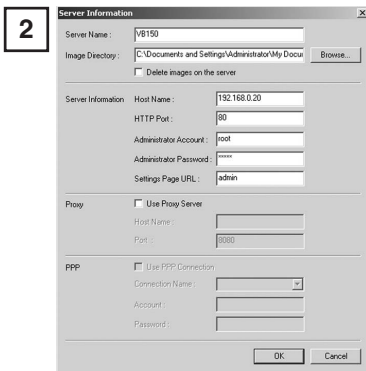 2
Server Information
Server Name : VB150
Image Directory : C:\Documents and Settings\Administrator\My Docum Browse...
Delete images on the server
Server Information Host Name : 192.168.0.20
HTTP Port : 80
Administrator Account : root
Administrator Password : *****
Settings Page URL : admin
Proxy Use Proxy Server
Host Name :
Port : 8080
PPP Use PPP Connection
Connection Name :
Account :
Password :
OK Cancel